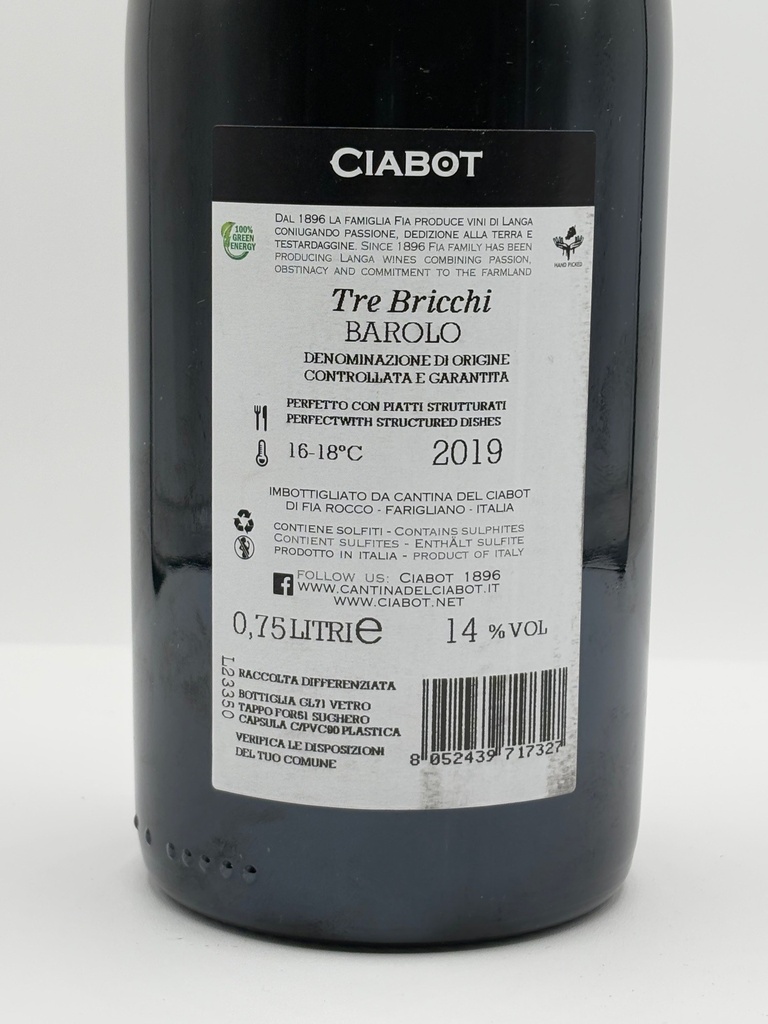 CIABOT
DAL 1896 LA FAMIGLIA FIA PRODUCE VINI DI LANGA
CONIUGANDO PASSIONE, DEDIZIONE ALLA TERRA E
TESTARDAGGINE. SINCE 1896 FIA FAMILY HAS BEEN
PRODUCING LANGA WINES COMBINING PASSION,
OBSTINACY AND COMMITMENT TO THE FARMLAND
100%
GREEN
ENERGY
HAND PICKED
Tre Bricchi
BAROLO
DENOMINAZIONE DI ORIGINE
CONTROLLATA E GARANTITA
PERFETTO CON PIATTI STRUTTURATI
PERFECTWITH STRUCTURED DISHES
16-18°C 2019
IMBOTTIGLIATO DA CANTINA DEL CIABOT
DI FIA ROCCO - FARIGLIANO - ITALIA
CONTIENE SOLFITI - CONTAINS SULPHITES
CONTIENT SULFITES - ENTHÄLT SULFITE
PRODOTTO IN ITALIA - PRODUCT OF ITALY
f FOLLOW US: CIABOT 1896
WWW.CANTINADELCIABOT.IT
WWW.CIABOT.NET
0,75 LITRI e 14 % VOL
L23350
RACCOLTA DIFFERENZIATA
BOTTIGLIA GL71 VETRO
TAPPO FOR51 SUGHERO
CAPSULA C/PVC90 PLASTICA
VERIFICA LE DISPOSIZIONI
DEL TUO COMUNE
8 052439 717327